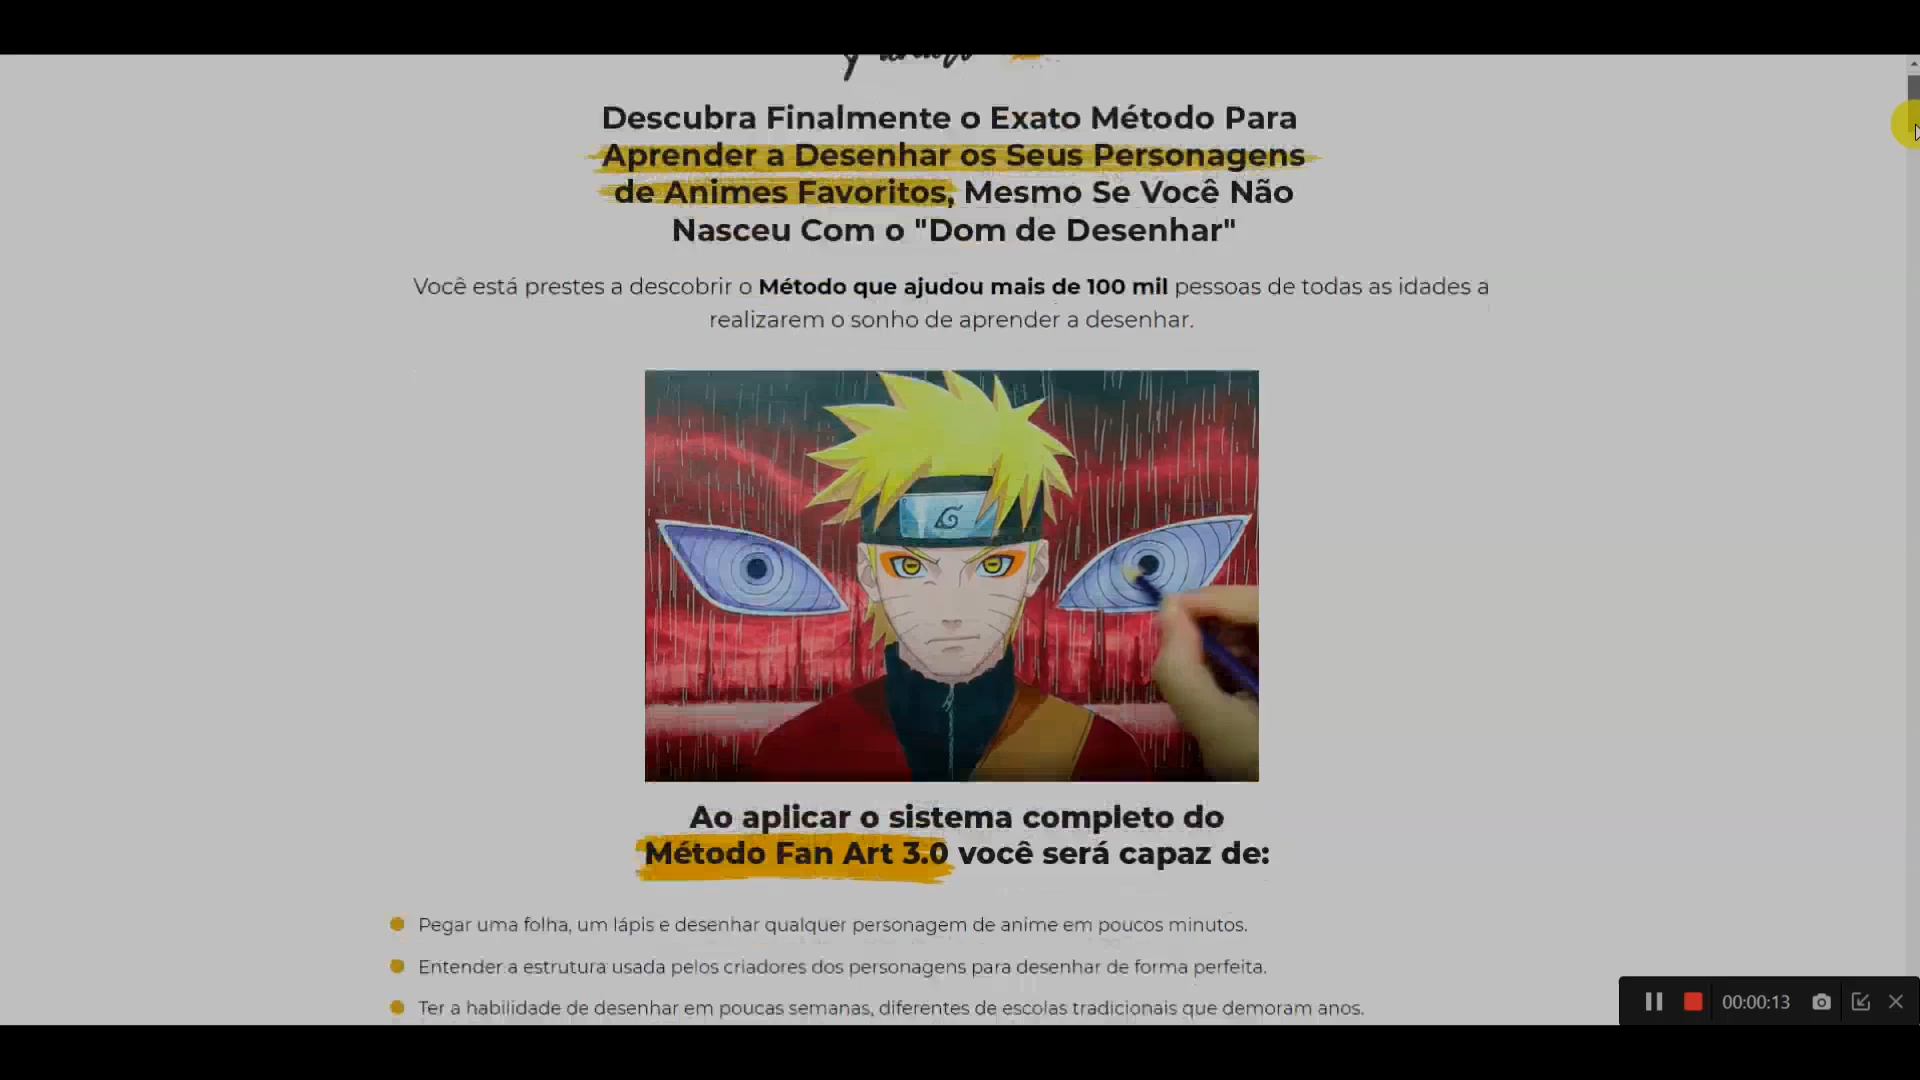 Descubra Finalmente o Exato Método Para
Aprender a Desenhar os Seus Personagens
de Animes Favoritos, Mesmo Se Você Não
Nasceu Com o "Dom de Desenhar"
Você está prestes a descobrir o Método que ajudou mais de 100 mil pessoas de todas as idades a
realizarem o sonho de aprender a desenhar.
Ao aplicar o sistema completo do
Método Fan Art 3.0 você será capaz de:
Pegar uma folha, um lápis e desenhar qualquer personagem de anime em poucos minutos.
Entender a estrutura usada pelos criadores dos personagens para desenhar de forma perfeita.
Ter a habilidade de desenhar em poucas semanas, diferentes de escolas tradicionais que demoram anos.
00:00:13